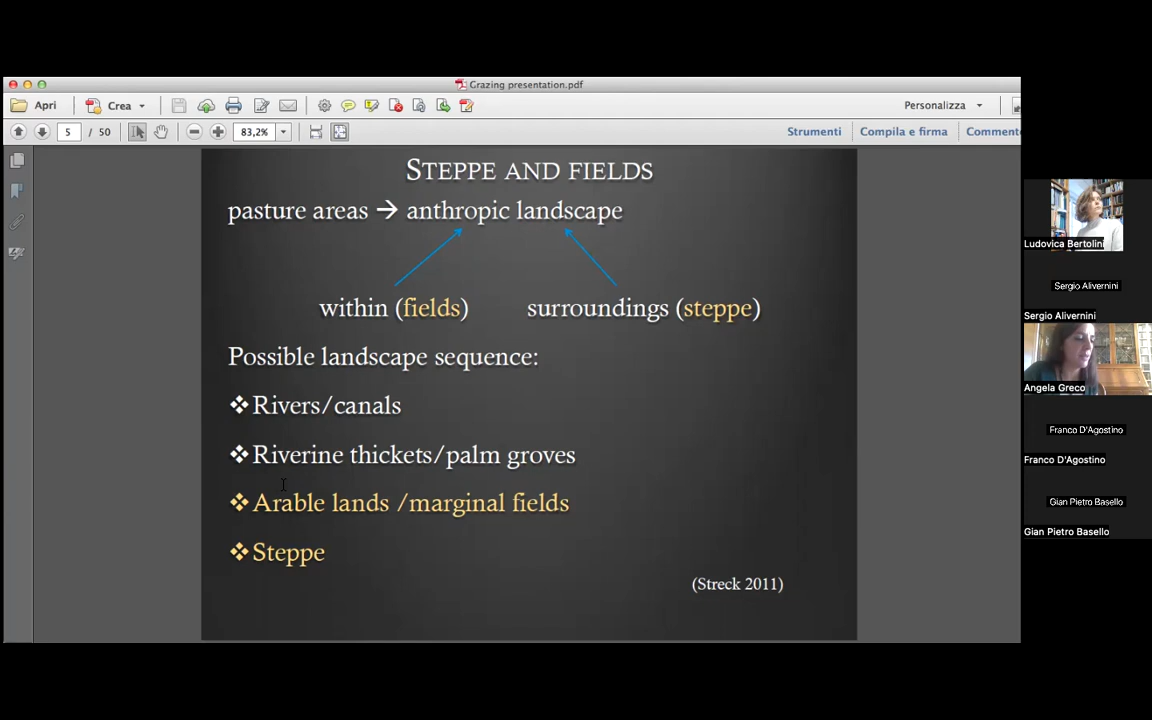 Grazing presentation.pdf
Apri
Crea
Personalizza
5 / 50
83,2%
Strumenti
Compila e firma
Comment
STEPPE AND FIELDS
pasture areas → anthropic landscape
within (fields) surroundings (steppe)
Possible landscape sequence:
❖Rivers/canals
❖Riverine thickets/palm groves
❖Arable lands /marginal fields
❖Steppe
(Streck 2011)
Ludovica Bertolini
Sergio Alivernini
Sergio Alivernini
Angela Greco
Franco D'Agostino
Franco D'Agostino
Gian Pietro Basello
Gian Pietro Basello